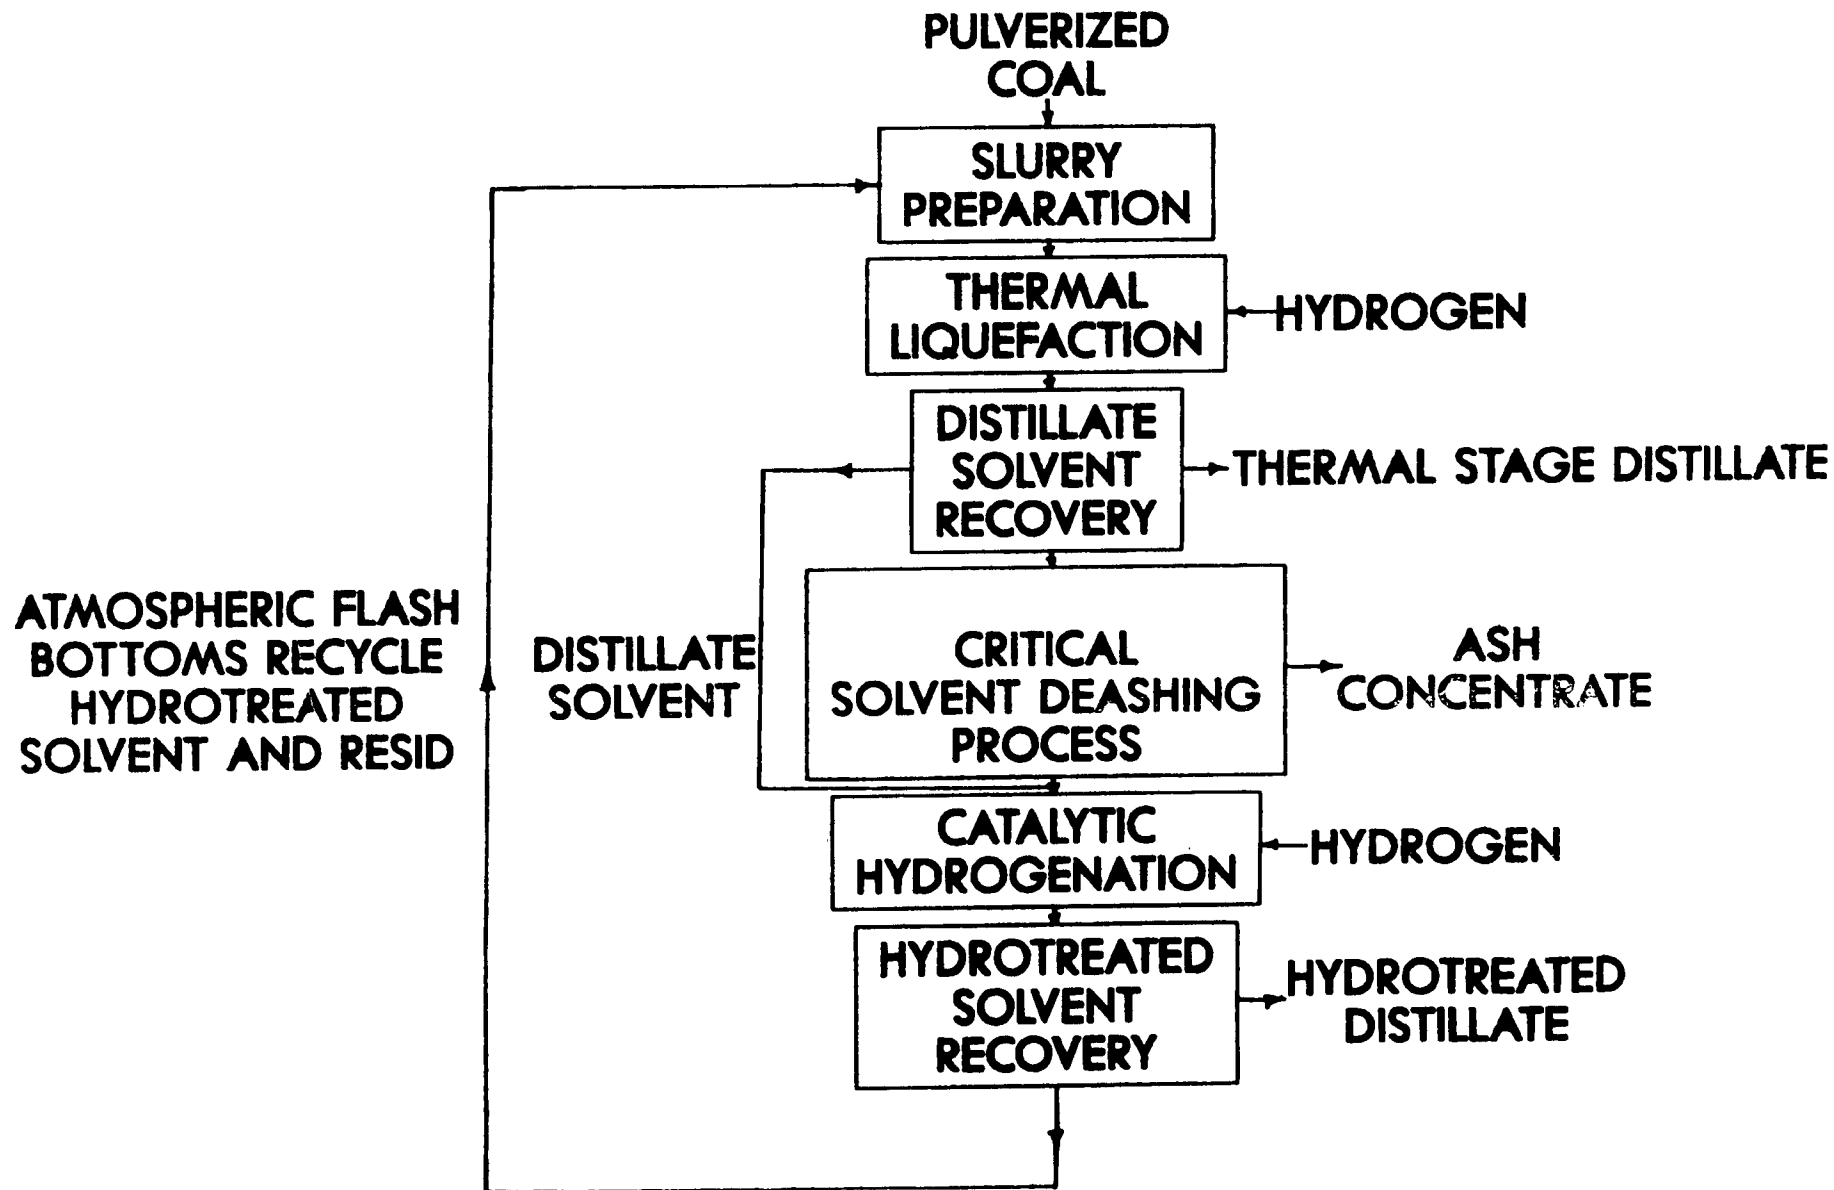 PULVERIZED
COAL
SLURRY
PREPARATION
THERMAL
LIQUEFACTION
HYDROGEN
DISTILLATE
SOLVENT
RECOVERY
THERMAL STAGE DISTILLATE
ATMOSPHERIC FLASH
BOTTOMS RECYCLE
HYDROTREATED
SOLVENT AND RESID
DISTILLATE
SOLVENT
CRITICAL
SOLVENT DEASHING
PROCESS
ASH
CONCENTRATE
CATALYTIC
HYDROGENATION
HYDROGEN
HYDROTREATED
SOLVENT
RECOVERY
HYDROTREATED
DISTILLATE